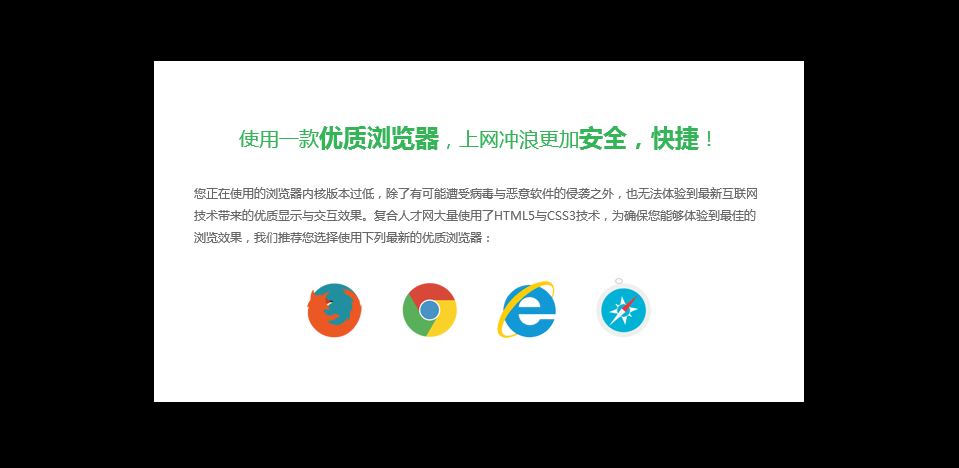 使用一款优质浏览器，上网冲浪更加安全，快捷！
您正在使用的浏览器内核版本过低，除了有可能遭受病毒与恶意软件的侵袭之外，也无法体验到最新互联网
技术带来的优质显示与交互效果。复合人才网大量使用了HTML5与CSS3技术，为确保您能够体验到最佳的
浏览效果，我们推荐您选择使用下列最新的优质浏览器：